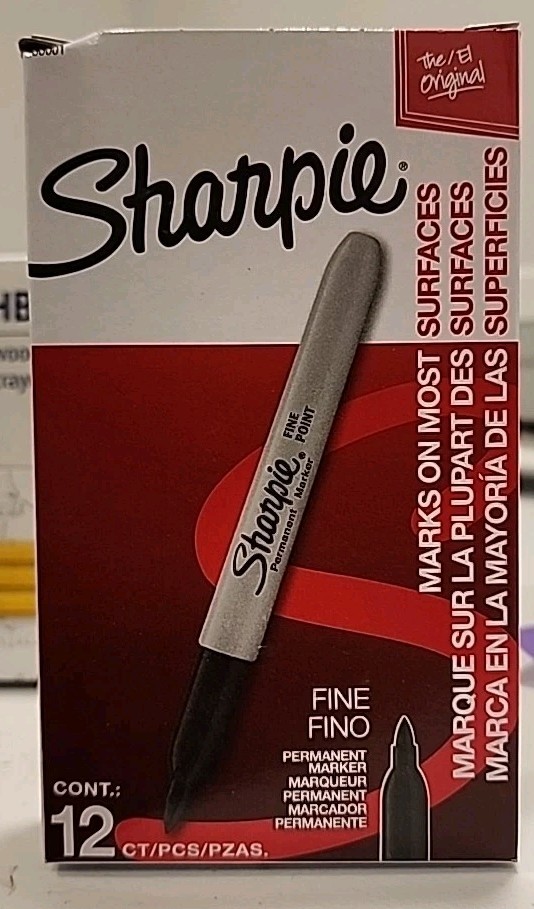 The/El
Original
Sharpie®
MARKS ON MOST SURFACES
MARQUE SUR LA PLUPART DES SURFACES
MARCA EN LA MAYORÍA DE LAS SUPERFICIES
Sharpie®
FINE
POINT
Permanent Marker
FINE
FINO
PERMANENT
MARKER
MARQUEUR
PERMANENT
MARCADOR
PERMANENTE
CONT.:
12 CT/PCS/PZAS.
HB